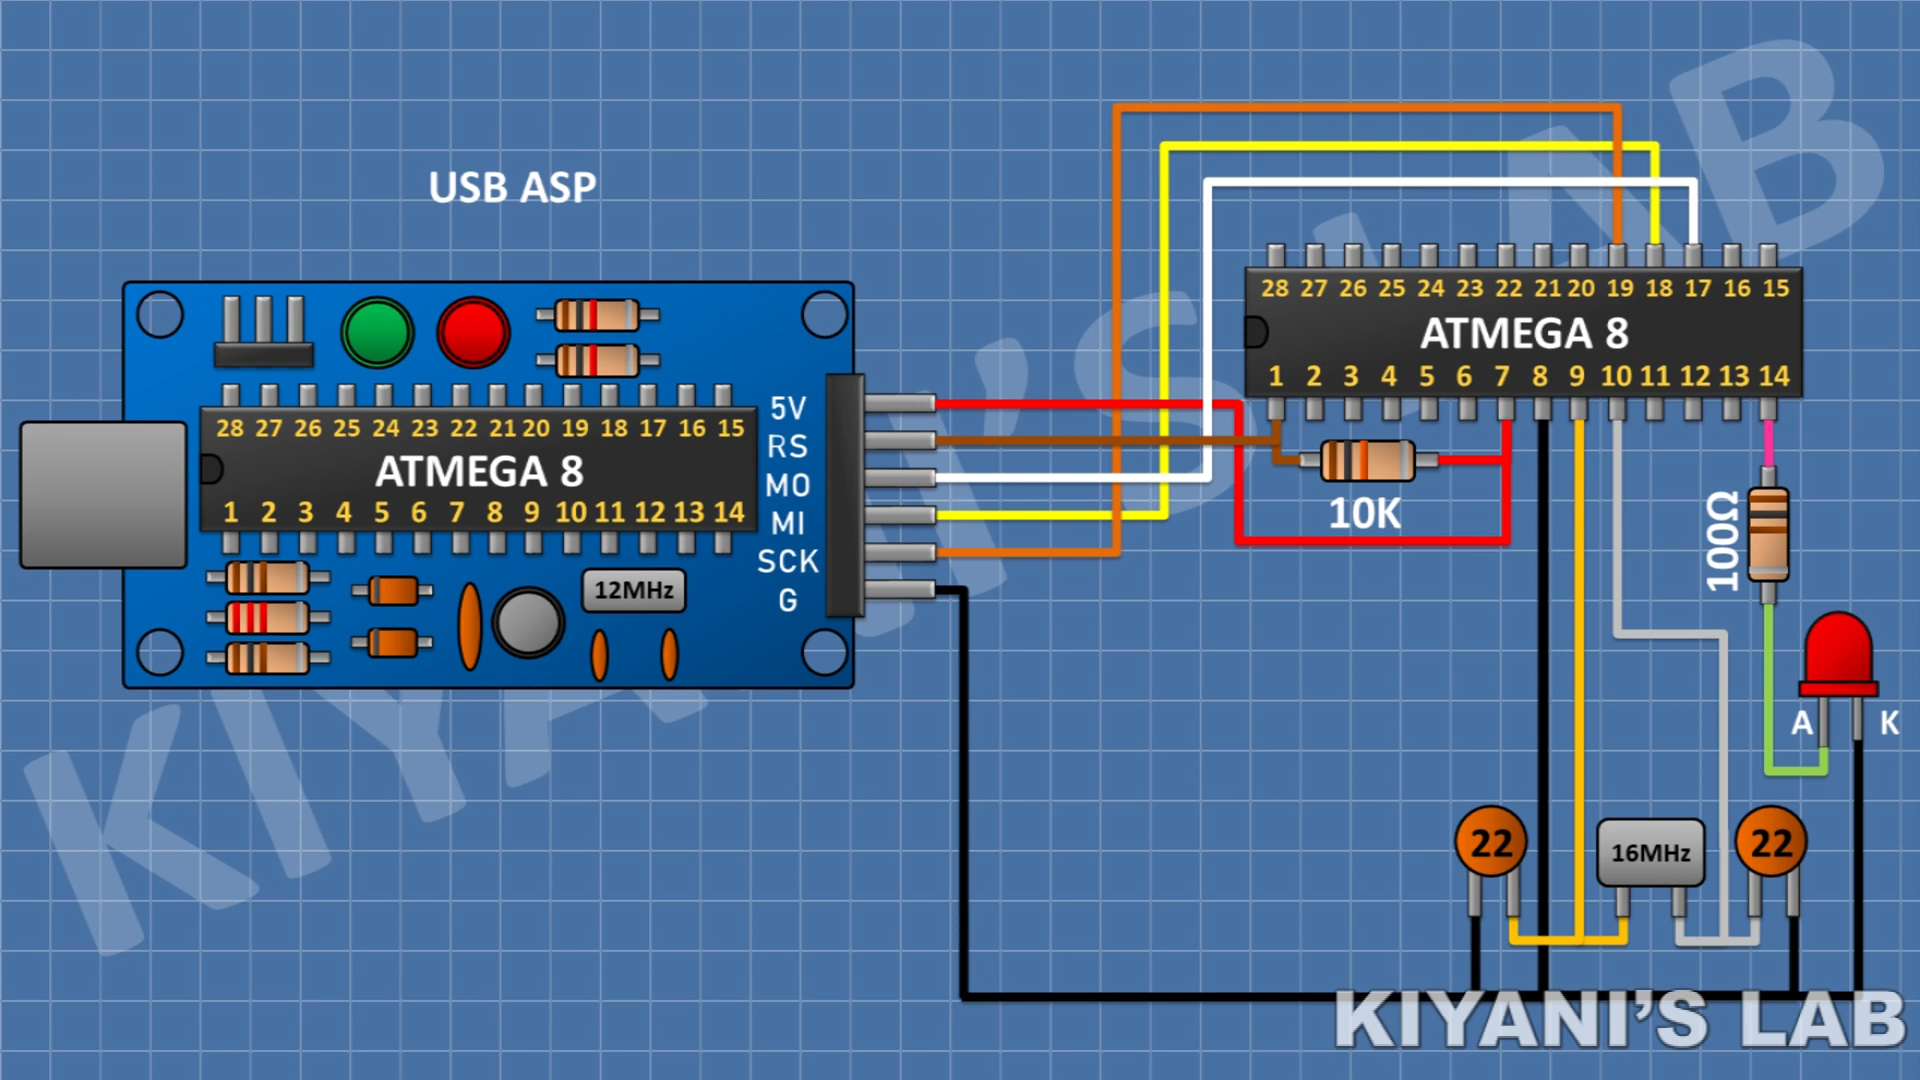 USB ASP
28 27 26 25 24 23 22 21 20 19 18 17 16 15
ATMEGA 8
1 2 3 4 5 6 7 8 9 10 11 12 13 14
5V
RS
MO
MI
SCK
G
12MHz
28 27 26 25 24 23 22 21 20 19 18 17 16 15
ATMEGA 8
1 2 3 4 5 6 7 8 9 10 11 12 13 14
10K
100Ω
A K
22
16MHz
22
KIYANI'S LAB
KIYANI'S LAB